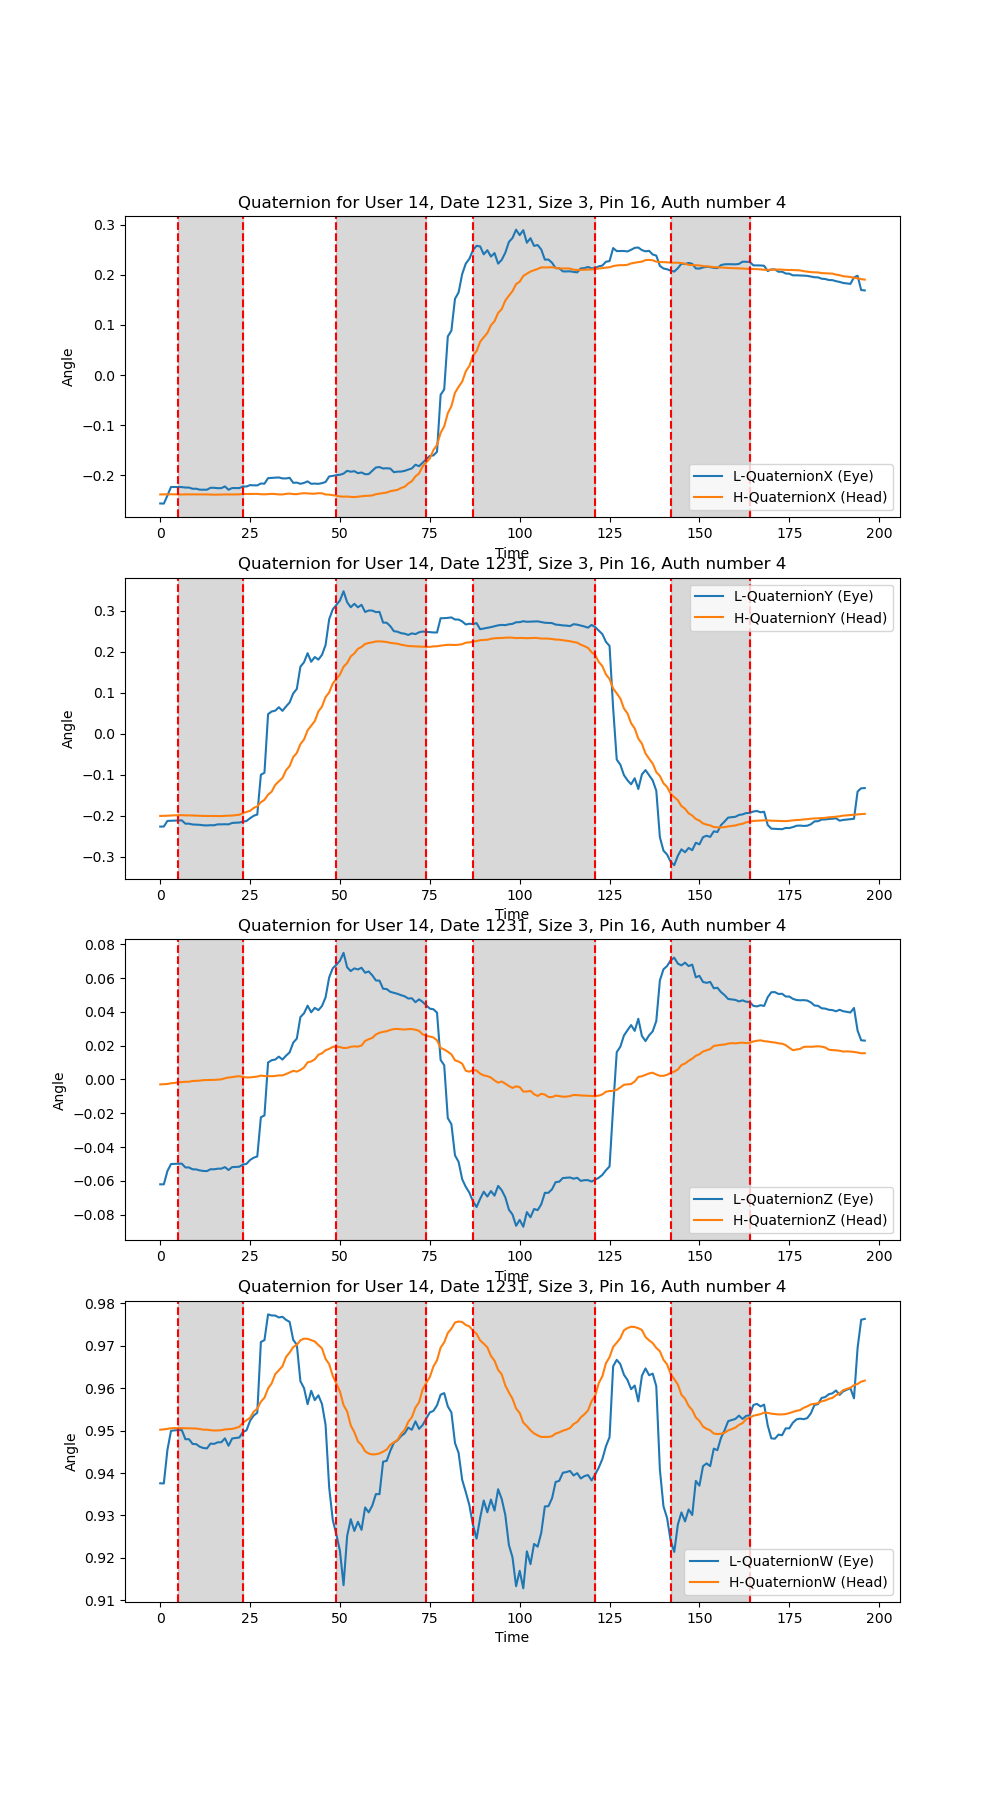 Quaternion for User 14, Date 1231, Size 3, Pin 16, Auth number 4
0.3
0.2
0.1
0.0
−0.1
−0.2
Angle
L-QuaternionX (Eye)
H-QuaternionX (Head)
0 25 50 75 100 125 150 175 200
Time
Quaternion for User 14, Date 1231, Size 3, Pin 16, Auth number 4
0.3
0.2
0.1
0.0
−0.1
−0.2
−0.3
Angle
L-QuaternionY (Eye)
H-QuaternionY (Head)
0 25 50 75 100 125 150 175 200
Time
Quaternion for User 14, Date 1231, Size 3, Pin 16, Auth number 4
0.08
0.06
0.04
0.02
0.00
−0.02
−0.04
−0.06
−0.08
Angle
L-QuaternionZ (Eye)
H-QuaternionZ (Head)
0 25 50 75 100 125 150 175 200
Time
Quaternion for User 14, Date 1231, Size 3, Pin 16, Auth number 4
0.98
0.97
0.96
0.95
0.94
0.93
0.92
0.91
Angle
L-QuaternionW (Eye)
H-QuaternionW (Head)
0 25 50 75 100 125 150 175 200
Time